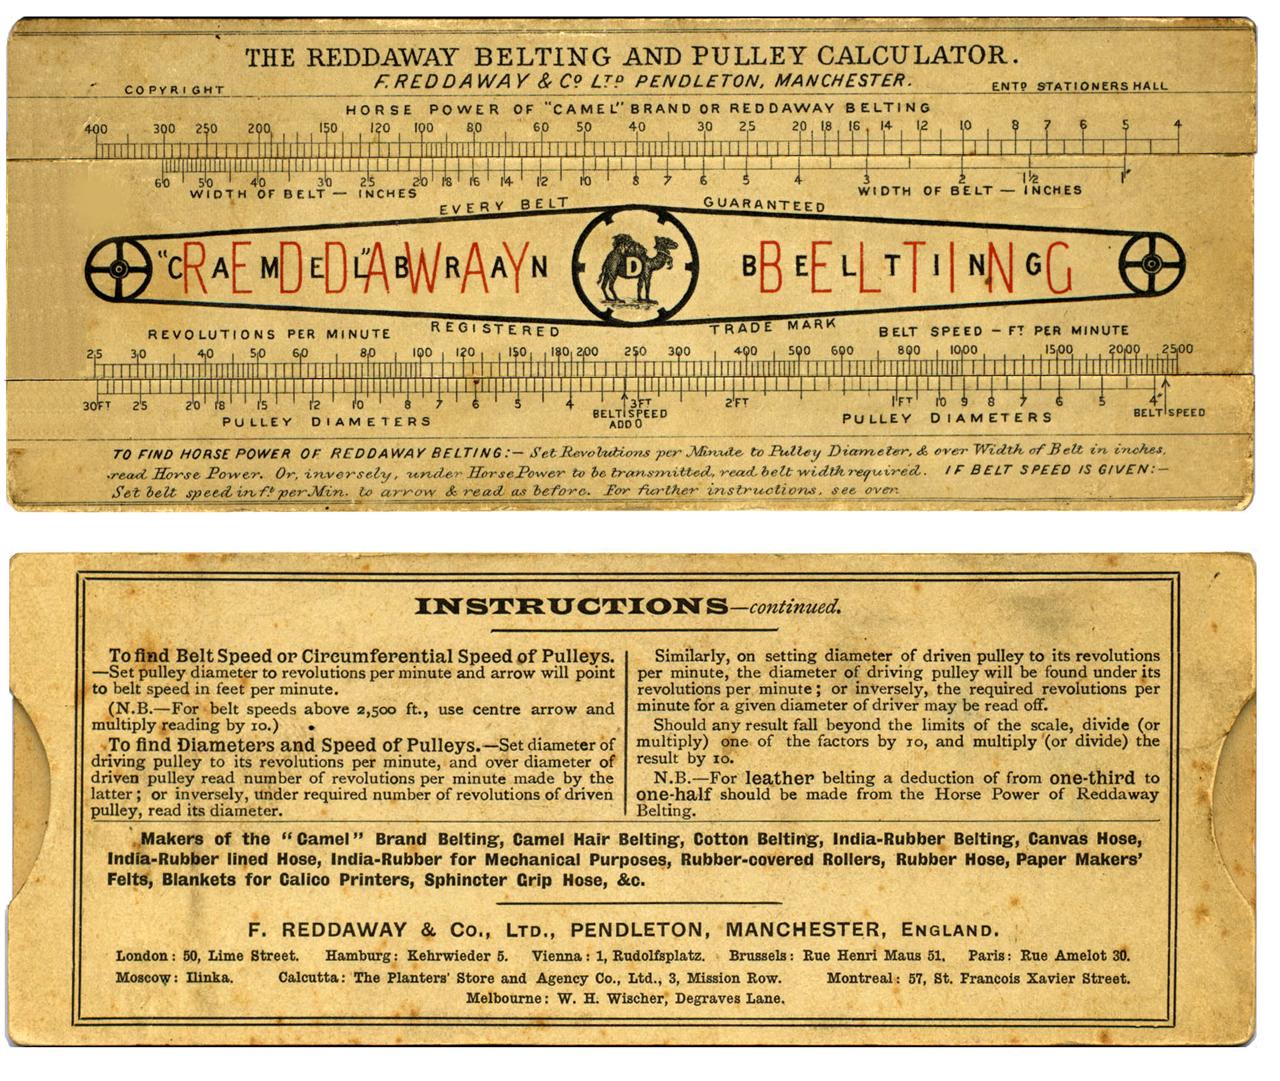 THE REDDAWAY BELTING AND PULLEY CALCULATOR.
F. REDDAWAY & Co LTD PENDLETON, MANCHESTER.
COPYRIGHT
ENTD STATIONERS HALL
HORSE POWER OF "CAMEL" BRAND OR REDDAWAY BELTING
400 300 250 200 150 120 100 80 60 50 40 30 25 20 18 16 14 12 10 8 7 6 5 4
60 50 40 30 25 20 18 16 14 12 10 8 7 6 5 4 3 2 1½ 1"
WIDTH OF BELT — INCHES WIDTH OF BELT — INCHES
EVERY BELT GUARANTEED
"CAMEL" BRAND BELTING
REDDAWAY BELTING
REGISTERED TRADE MARK
REVOLUTIONS PER MINUTE BELT SPEED – FT PER MINUTE
25 30 40 50 60 80 100 120 150 180 200 250 300 400 500 600 800 1000 1500 2000 2500
30FT 25 20 18 15 12 10 8 7 6 5 4 3FT 2FT 1FT 10 9 8 7 6 5 4"
PULLEY DIAMETERS BELT SPEED ADD 0 PULLEY DIAMETERS BELT SPEED
TO FIND HORSE POWER OF REDDAWAY BELTING:— Set Revolutions per Minute to Pulley Diameter, & over Width of Belt in inches,
read Horse Power. Or, inversely, under Horse Power to be transmitted, read belt width required. IF BELT SPEED IS GIVEN:—
Set belt speed in ft per Min. to arrow & read as before. For further instructions, see over.
INSTRUCTIONS—continued.
To find Belt Speed or Circumferential Speed of Pulleys.
—Set pulley diameter to revolutions per minute and arrow will point
to belt speed in feet per minute.
(N.B.—For belt speeds above 2,500 ft., use centre arrow and
multiply reading by 10.)
To find Diameters and Speed of Pulleys.—Set diameter of
driving pulley to its revolutions per minute, and over diameter of
driven pulley read number of revolutions per minute made by the
latter; or inversely, under required number of revolutions of driven
pulley, read its diameter.
Similarly, on setting diameter of driven pulley to its revolutions
per minute, the diameter of driving pulley will be found under its
revolutions per minute; or inversely, the required revolutions per
minute for a given diameter of driver may be read off.
Should any result fall beyond the limits of the scale, divide (or
multiply) one of the factors by 10, and multiply (or divide) the
result by 10.
N.B.—For leather belting a deduction of from one-third to
one-half should be made from the Horse Power of Reddaway
Belting.
Makers of the "Camel" Brand Belting, Camel Hair Belting, Cotton Belting, India-Rubber Belting, Canvas Hose,
India-Rubber lined Hose, India-Rubber for Mechanical Purposes, Rubber-covered Rollers, Rubber Hose, Paper Makers'
Felts, Blankets for Calico Printers, Sphincter Grip Hose, &c.
F. REDDAWAY & Co., LTD., PENDLETON, MANCHESTER, ENGLAND.
London: 50, Lime Street. Hamburg: Kehrwieder 5. Vienna: 1, Rudolfsplatz. Brussels: Rue Henri Maus 51. Paris: Rue Amelot 30.
Moscow: Ilinka. Calcutta: The Planters' Store and Agency Co., Ltd., 3, Mission Row. Montreal: 57, St. Francois Xavier Street.
Melbourne: W. H. Wischer, Degraves Lane.